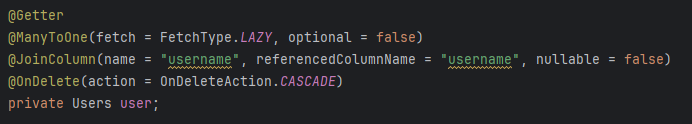 @Getter
@ManyToOne(fetch = FetchType.LAZY, optional = false)
@JoinColumn(name = "username", referencedColumnName = "username", nullable = false)
@OnDelete(action = OnDeleteAction.CASCADE)
private Users user;